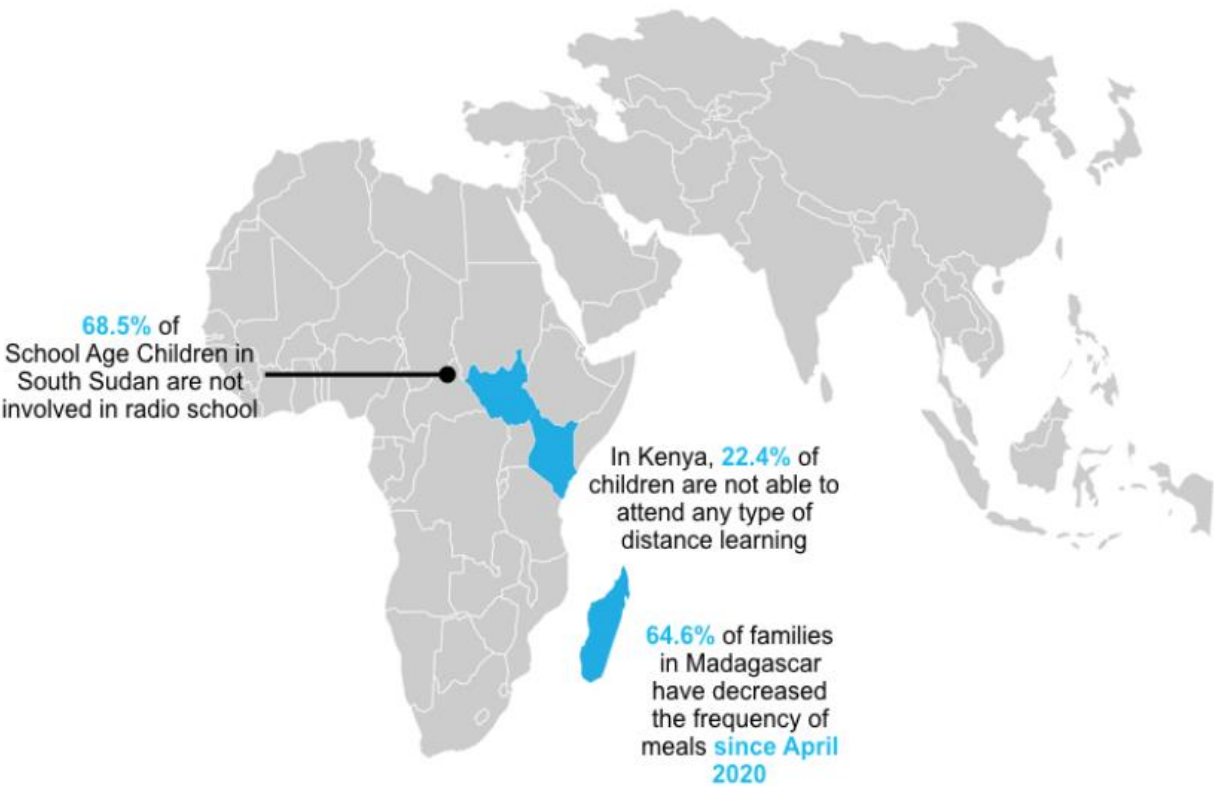 68.5% of
School Age Children in
South Sudan are not
involved in radio school
In Kenya, 22.4% of
children are not able to
attend any type of
distance learning
64.6% of families
in Madagascar
have decreased
the frequency of
meals since April
2020